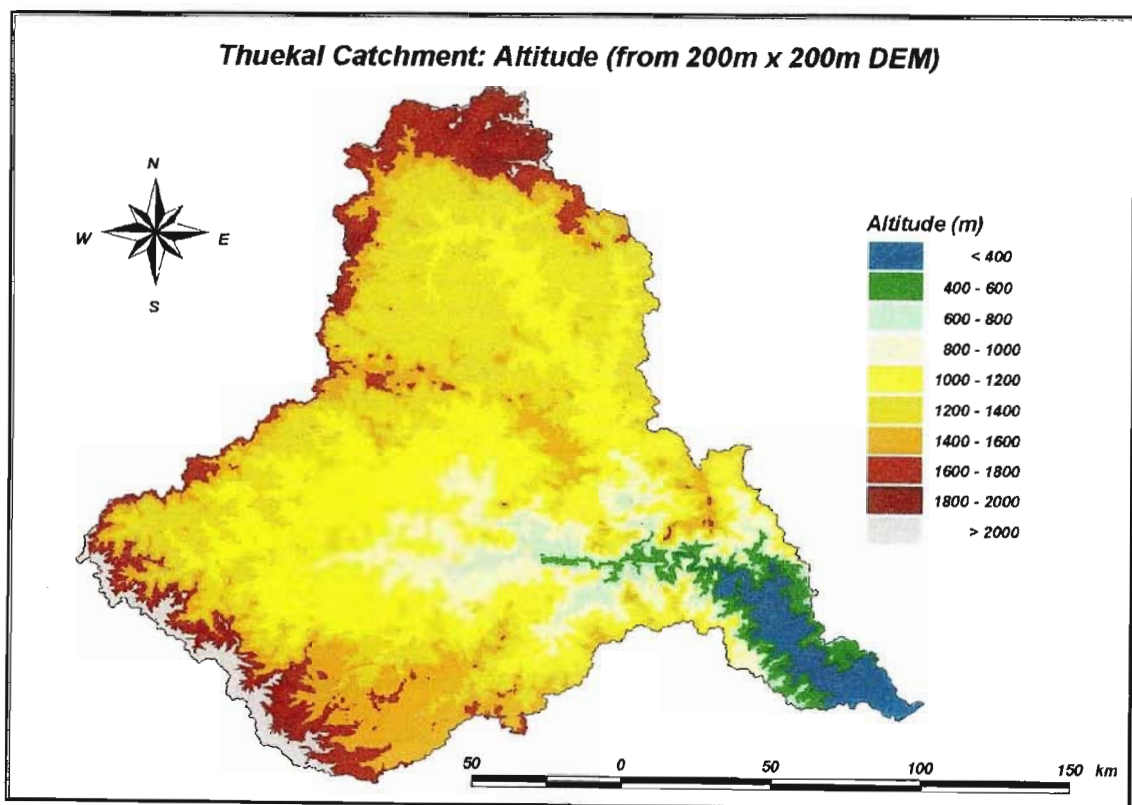 Thuekal Catchment: Altitude (from 200m x 200m DEM)
N
W E
S
Altitude (m)
< 400
400 - 600
600 - 800
800 - 1000
1000 - 1200
1200 - 1400
1400 - 1600
1600 - 1800
1800 - 2000
> 2000
50 0 50 100 150 km